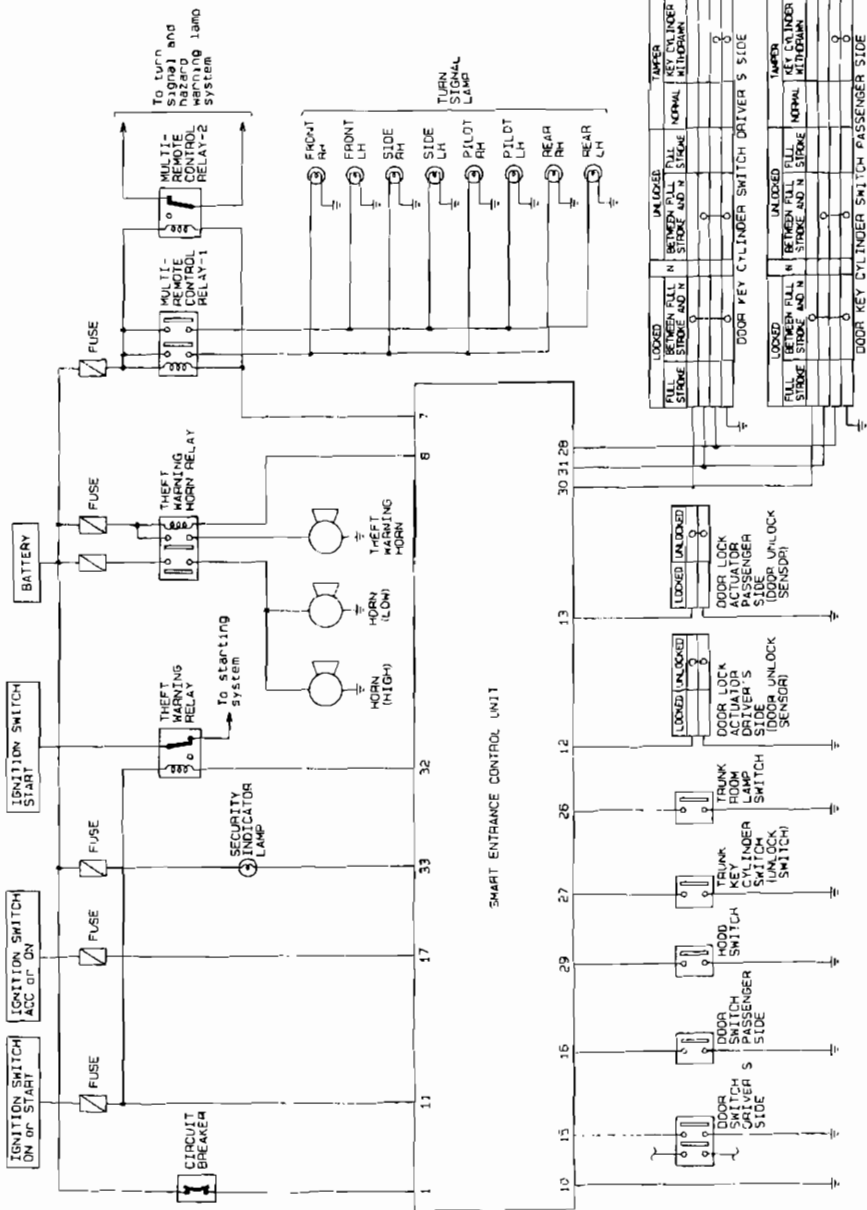 IGNITION SWITCH
ON or START
IGNITION SWITCH
ACC or ON
IGNITION SWITCH
START
BATTERY
CIRCUIT
BREAKER
FUSE
FUSE
FUSE
FUSE
FUSE
SECURITY
INDICATOR
LAMP
THEFT
WARNING
RELAY
To starting
system
THEFT
WARNING
HORN RELAY
HORN
(HIGH)
HORN
(LOW)
THEFT
WARNING
HORN
MULTI-
REMOTE
CONTROL
RELAY-1
MULTI-
REMOTE
CONTROL
RELAY-2
To turn
signal and
hazard
warning lamp
system
FRONT
RH
FRONT
LH
SIDE
RH
SIDE
LH
PILOT
RH
PILOT
LH
REAR
RH
REAR
LH
TURN
SIGNAL
LAMP
1
11
17
33
32
8
7
SMART ENTRANCE CONTROL UNIT
10
15
16
29
27
26
12
13
30
31
28
DOOR
SWITCH
DRIVER S
SIDE
DOOR
SWITCH
PASSENGER
SIDE
HOOD
SWITCH
TRUNK
KEY
CYLINDER
SWITCH
(UNLOCK
SWITCH)
TRUNK
ROOM
LAMP
SWITCH
LOCKED
UNLOCKED
DOOR LOCK
ACTUATOR
DRIVER'S
SIDE
(DOOR UNLOCK
SENSOR)
LOCKED
UNLOCKED
DOOR LOCK
ACTUATOR
PASSENGER
SIDE
(DOOR UNLOCK
SENSOR)
LOCKED
UNLOCKED
TAMPER
FULL
STROKE
BETWEEN FULL
STROKE AND N
N
BETWEEN FULL
STROKE AND N
FULL
STROKE
NORMAL
KEY CYLINDER
WITHDRAWN
DOOR KEY CYLINDER SWITCH DRIVER S SIDE
LOCKED
UNLOCKED
TAMPER
FULL
STROKE
BETWEEN FULL
STROKE AND N
N
BETWEEN FULL
STROKE AND N
FULL
STROKE
NORMAL
KEY CYLINDER
WITHDRAWN
DOOR KEY CYLINDER SWITCH PASSENGER SIDE